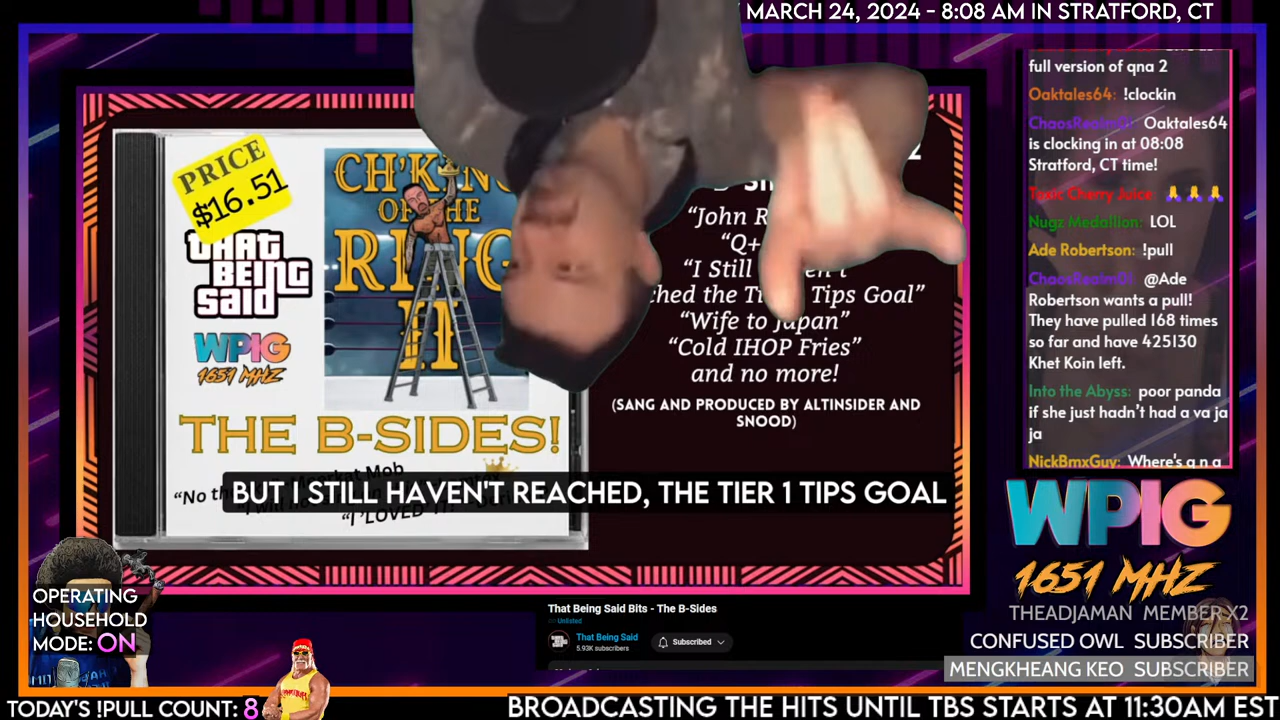 MARCH 24, 2024 - 8:08 AM IN STRATFORD, CT
full version of qna 2
Oaktales64: !clockin
ChaosRealm01: Oaktales64
is clocking in at 08:08
Stratford, CT time!
Toxic Cherry Juice:
Nugz Medallion: LOL
Ade Robertson: !pull
ChaosRealm01: @Ade
Robertson wants a pull!
They have pulled 168 times
so far and have 425130
Khet Koin left.
Into the Abyss: poor panda
if she just hadn't had a va ja
ja
NickBmxGuy: Where's q n a
PRICE
$16.51
THAT
BEING
SAID
WPIG
1651 MHZ
CH'KING
OF THE
RING
II
THE B-SIDES!
"John R
"Q+
"I Still
the Ti Tips Goal"
"Wife to Japan"
"Cold IHOP Fries"
and no more!
(SANG AND PRODUCED BY ALTINSIDER AND
SNOOD)
Mob
"No th
"I 'LOVED' IT!"
BUT I STILL HAVEN'T REACHED, THE TIER 1 TIPS GOAL
WPIG
1651 MHZ
THEADJAMAN MEMBER X2
CONFUSED OWL SUBSCRIBER
MENGKHEANG KEO SUBSCRIBER
OPERATING
HOUSEHOLD
MODE: ON
That Being Said Bits - The B-Sides
Unlisted
That Being Said
5.93K subscribers
Subscribed
TODAY'S !PULL COUNT: 8
BROADCASTING THE HITS UNTIL TBS STARTS AT 11:30AM EST